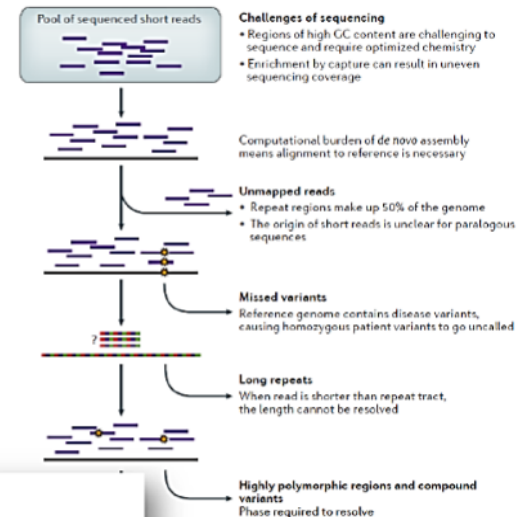 Pool of sequenced short reads
Challenges of sequencing
• Regions of high GC content are challenging to
sequence and require optimized chemistry
• Enrichment by capture can result in uneven
sequencing coverage
Computational burden of de novo assembly
means alignment to reference is necessary
Unmapped reads
• Repeat regions make up 50% of the genome
• The origin of short reads is unclear for paralogous
sequences
Missed variants
Reference genome contains disease variants,
causing homozygous patient variants to go uncalled
?
Long repeats
When read is shorter than repeat tract,
the length cannot be resolved
Highly polymorphic regions and compound
variants
Phase required to resolve